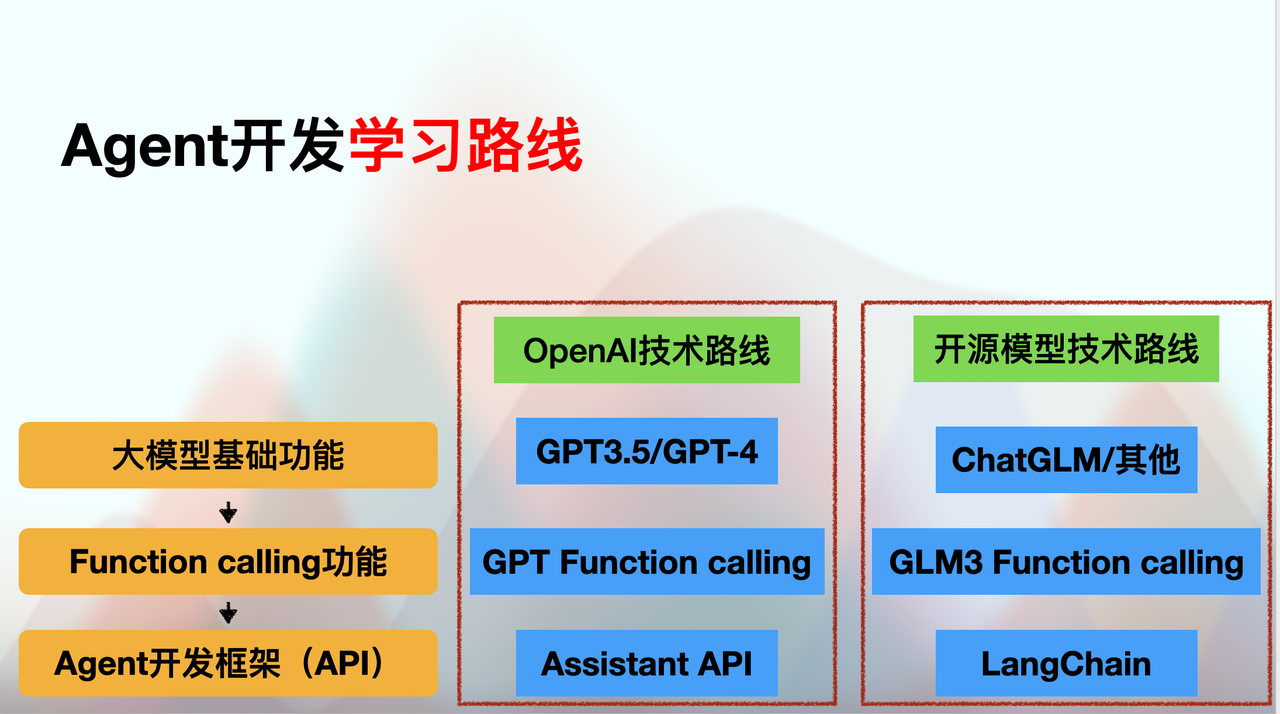 Agent开发学习路线
OpenAI技术路线
开源模型技术路线
大模型基础功能
GPT3.5/GPT-4
ChatGLM/其他
Function calling功能
GPT Function calling
GLM3 Function calling
Agent开发框架（API）
Assistant API
LangChain